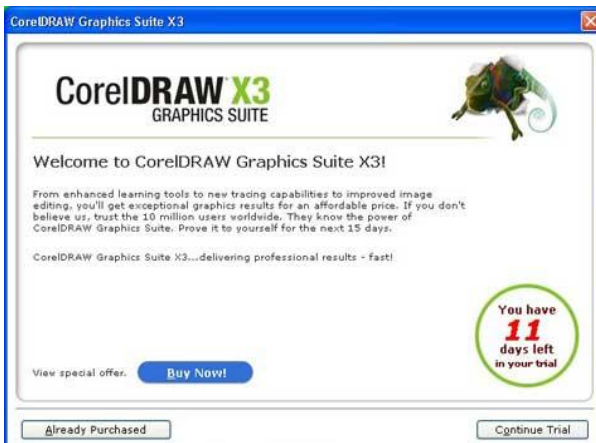 CorelDRAW Graphics Suite X3
CorelDRAW X3
GRAPHICS SUITE
Welcome to CorelDRAW Graphics Suite X3!
From enhanced learning tools to new tracing capabilities to improved image
editing, you'll get exceptional graphics results for an affordable price. If you don't
believe us, trust the 10 million users worldwide. They know the power of
CorelDRAW Graphics Suite. Prove it to yourself for the next 15 days.
CorelDRAW Graphics Suite X3...delivering professional results - fast!
You have
11
days left
in your trial
View special offer.
Buy Now!
Already Purchased
Continue Trial